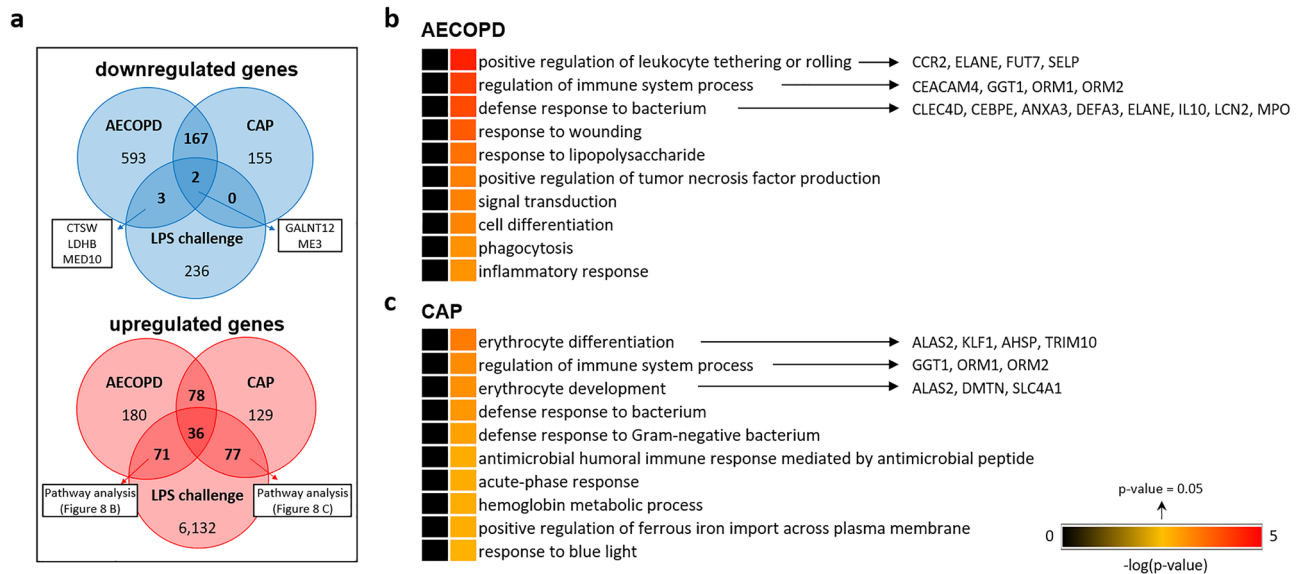 a
downregulated genes
AECOPD
167
CAP
593
155
2
3
0
CTSW
LDHB
MED10
GALNT12
ME3
LPS challenge
236
upregulated genes
AECOPD
78
CAP
180
129
36
71
77
Pathway analysis
(Figure 8 B)
LPS challenge
Pathway analysis
(Figure 8 C)
6,132
b
AECOPD
positive regulation of leukocyte tethering or rolling CCR2, ELANE, FUT7, SELP
regulation of immune system process CEACAM4, GGT1, ORM1, ORM2
defense response to bacterium CLEC4D, CEBPE, ANXA3, DEFA3, ELANE, IL10, LCN2, MPO
response to wounding
response to lipopolysaccharide
positive regulation of tumor necrosis factor production
signal transduction
cell differentiation
phagocytosis
inflammatory response
c
CAP
erythrocyte differentiation ALAS2, KLF1, AHSP, TRIM10
regulation of immune system process GGT1, ORM1, ORM2
erythrocyte development ALAS2, DMTN, SLC4A1
defense response to bacterium
defense response to Gram-negative bacterium
antimicrobial humoral immune response mediated by antimicrobial peptide
acute-phase response
hemoglobin metabolic process
positive regulation of ferrous iron import across plasma membrane
response to blue light
p-value = 0.05
0 5
-log(p-value)